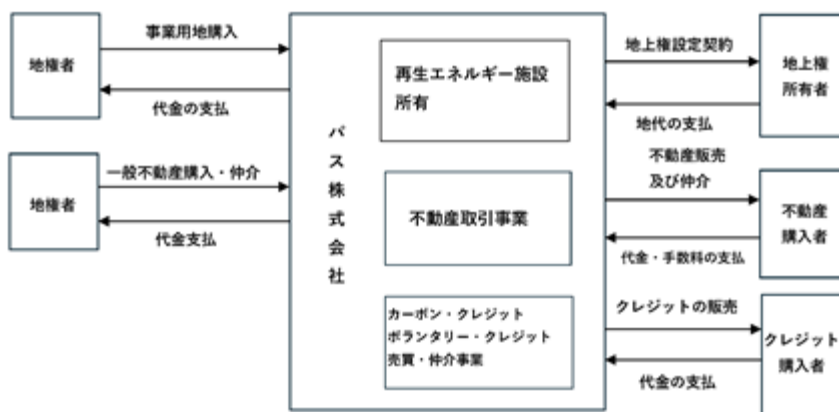 地権者
事業用地購入
代金の支払
地権者
一般不動産購入・仲介
代金支払
パス株式会社
再生エネルギー施設
所有
不動産取引事業
カーボン・クレジット
ボランタリー・クレジット
売買・仲介事業
地上権設定契約
地代の支払
地上権
所有者
不動産販売
及び仲介
代金・手数料の支払
不動産
購入者
クレジットの販売
代金の支払
クレジット
購入者